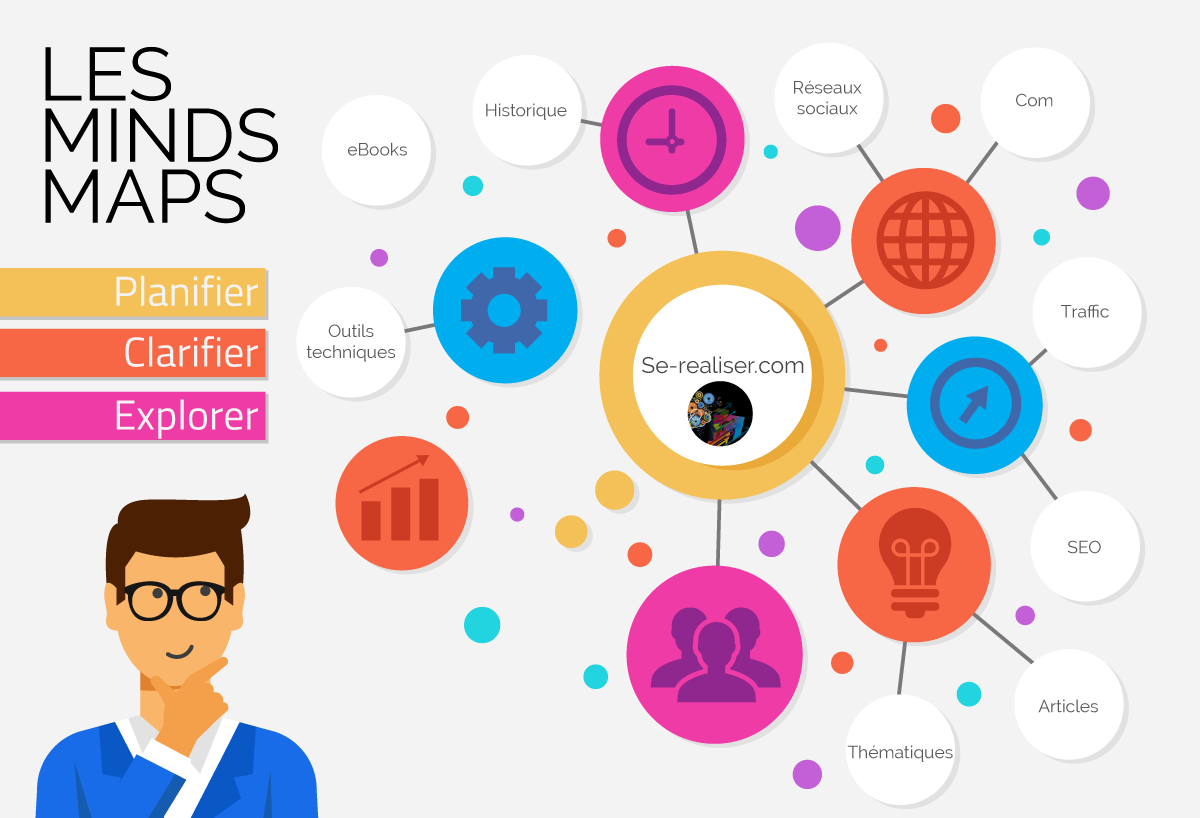 LES
MINDS
MAPS
Planifier
Clarifier
Explorer
eBooks
Historique
Réseaux
sociaux
Com
Outils
techniques
Traffic
Se-realiser.com
SEO
Articles
Thématiques